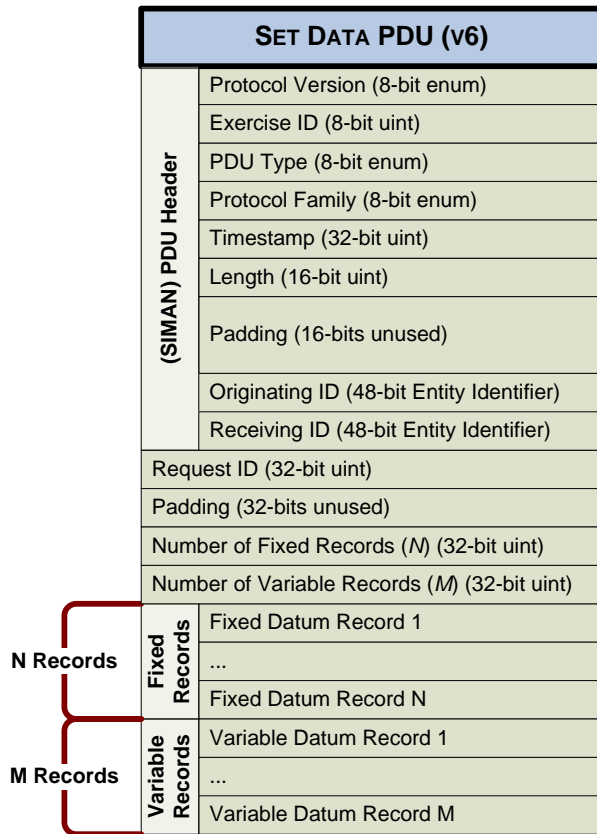 SET DATA PDU (V6)
(SIMAN) PDU Header
Protocol Version (8-bit enum)
Exercise ID (8-bit uint)
PDU Type (8-bit enum)
Protocol Family (8-bit enum)
Timestamp (32-bit uint)
Length (16-bit uint)
Padding (16-bits unused)
Originating ID (48-bit Entity Identifier)
Receiving ID (48-bit Entity Identifier)
Request ID (32-bit uint)
Padding (32-bits unused)
Number of Fixed Records (N) (32-bit uint)
Number of Variable Records (M) (32-bit uint)
N Records
Fixed
Records
Fixed Datum Record 1
...
Fixed Datum Record N
M Records
Variable
Records
Variable Datum Record 1
...
Variable Datum Record M